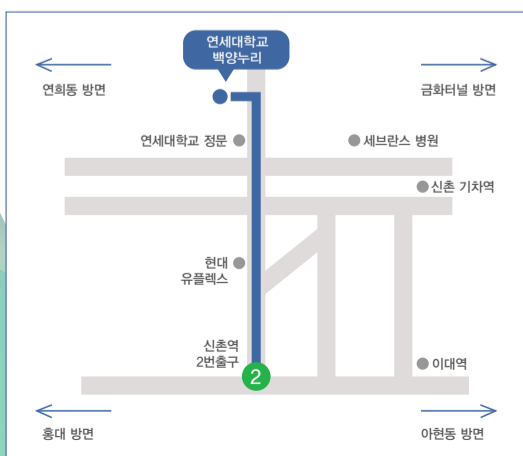 연세대학교
백양누리
연희동 방면
금화터널 방면
연세대학교 정문
세브란스 병원
신촌 기차역
현대
유플렉스
신촌역
2번출구
2
이대역
홍대 방면
아현동 방면